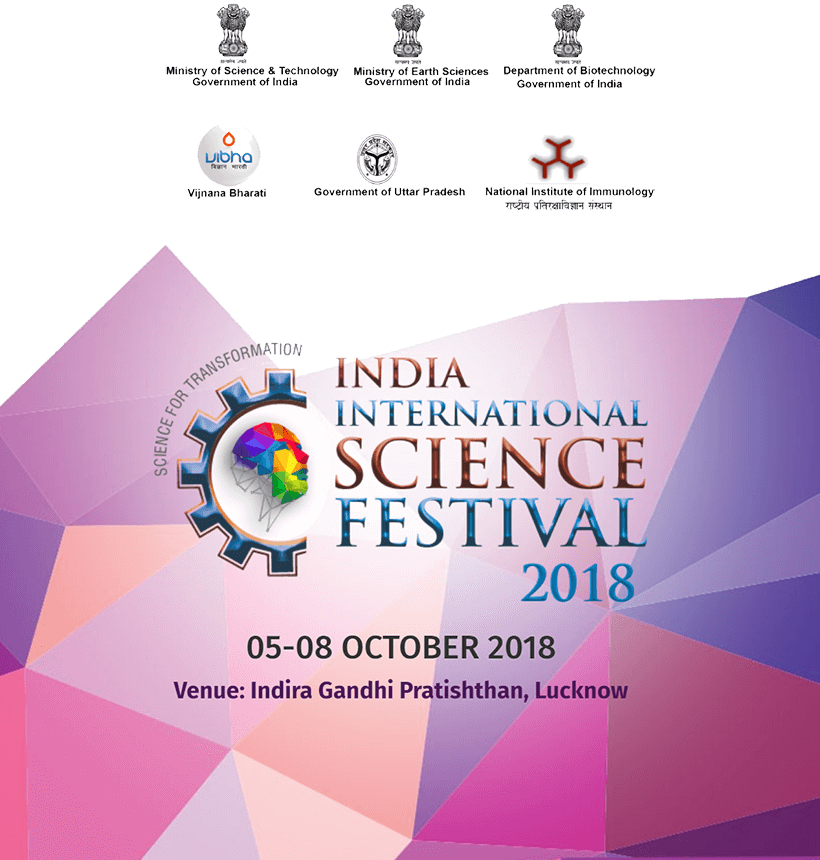 Ministry of Science & Technology
Government of India
Ministry of Earth Sciences
Government of India
Department of Biotechnology
Government of India
vibha
विज्ञान भारती
Vijnana Bharati
Government of Uttar Pradesh
National Institute of Immunology
राष्ट्रीय प्रतिरक्षाविज्ञान संस्थान
SCIENCE FOR TRANSFORMATION
INDIA
INTERNATIONAL
SCIENCE
FESTIVAL
2018
05-08 OCTOBER 2018
Venue: Indira Gandhi Pratishthan, Lucknow